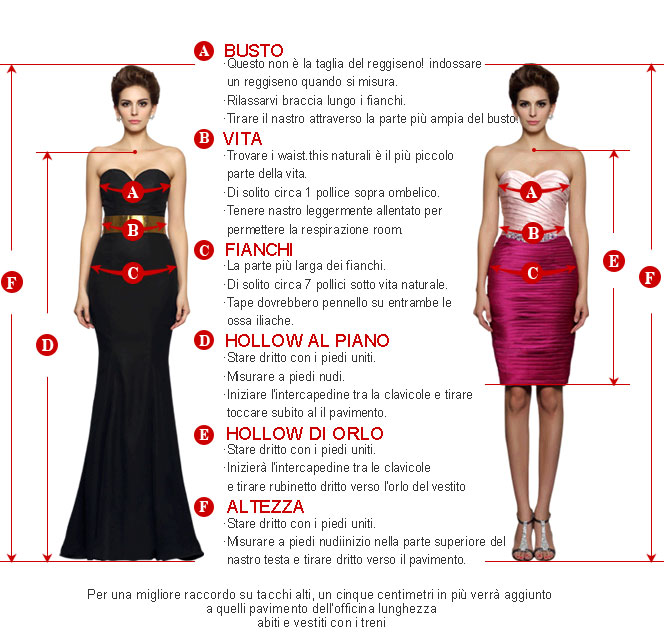 A BUSTO
·Questo non è la taglia del reggiseno! indossare
un reggiseno quando si misura.
·Rilassarvi braccia lungo i fianchi.
·Tirare il nastro attraverso la parte più ampia del busto.
B VITA
·Trovare i waist.this naturali è il più piccolo
parte della vita.
·Di solito circa 1 pollice sopra ombelico.
·Tenere nastro leggermente allentato per
permettere la respirazione room.
C FIANCHI
·La parte più larga dei fianchi.
·Di solito circa 7 pollici sotto vita naturale.
·Tape dovrebbero pennello su entrambe le
ossa iliache.
D HOLLOW AL PIANO
·Stare dritto con i piedi uniti.
·Misurare a piedi nudi.
·Iniziare l'intercapedine tra la clavicole e tirare
toccare subito al il pavimento.
E HOLLOW DI ORLO
·Stare dritto con i piedi uniti.
·Inizierà l'intercapedine tra le clavicole
e tirare rubinetto dritto verso l'orlo del vestito
F ALTEZZA
·Stare dritto con i piedi uniti.
·Misurare a piedi nudiinizio nella parte superiore del
nastro testa e tirare dritto verso il pavimento.
A
B
C
D
F
A
B
C
E
F
Per una migliore raccordo su tacchi alti, un cinque centimetri in più verrà aggiunto
a quelli pavimento dell'officina lunghezza
abiti e vestiti con i treni